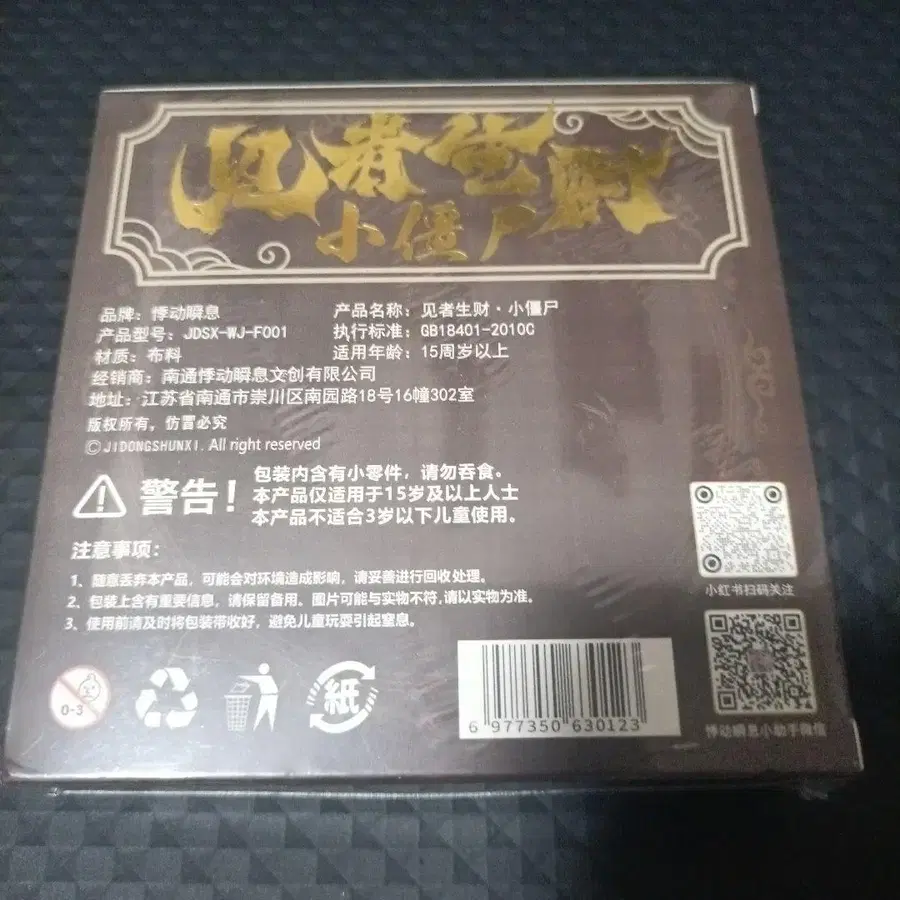 见者生财
小僵尸
品牌：悸动瞬息
产品名称：见者生财·小僵尸
产品型号：JDSX-WJ-F001
执行标准：GB18401-2010C
材质：布料
适用年龄：15周岁以上
经销商：南通悸动瞬息文创有限公司
地址：江苏省南通市崇川区南园路18号16幢302室
版权所有，仿冒必究
©JIDONGSHUNXI. All right reserved
警告！
包装内含有小零件，请勿吞食。
本产品仅适用于15岁及以上人士
本产品不适合3岁以下儿童使用。
注意事项：
1、随意丢弃本产品，可能会对环境造成影响，请妥善进行回收处理。
2、包装上含有重要信息，请保留备用。图片可能与实物不符,请以实物为准。
3、使用前请及时将包装带收好，避免儿童玩耍引起窒息。
小红书扫码关注
悸动瞬息小助手微信
0-3
紙
6 977350 630123